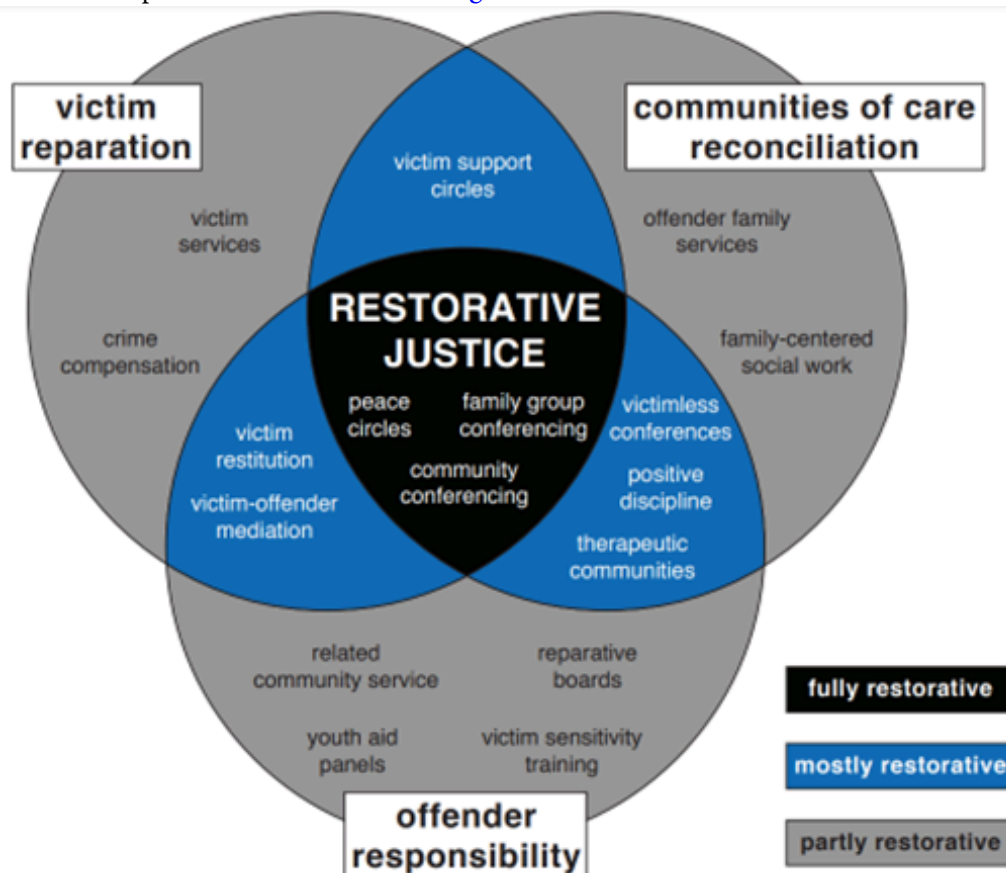 victim
reparation
communities of care
reconciliation
victim support
circles
victim
services
offender family
services
crime
compensation
RESTORATIVE
JUSTICE
family-centered
social work
peace
circles
family group
conferencing
community
conferencing
victim
restitution
victim-offender
mediation
victimless
conferences
positive
discipline
therapeutic
communities
related
community service
reparative
boards
youth aid
panels
victim sensitivity
training
offender
responsibility
fully restorative
mostly restorative
partly restorative